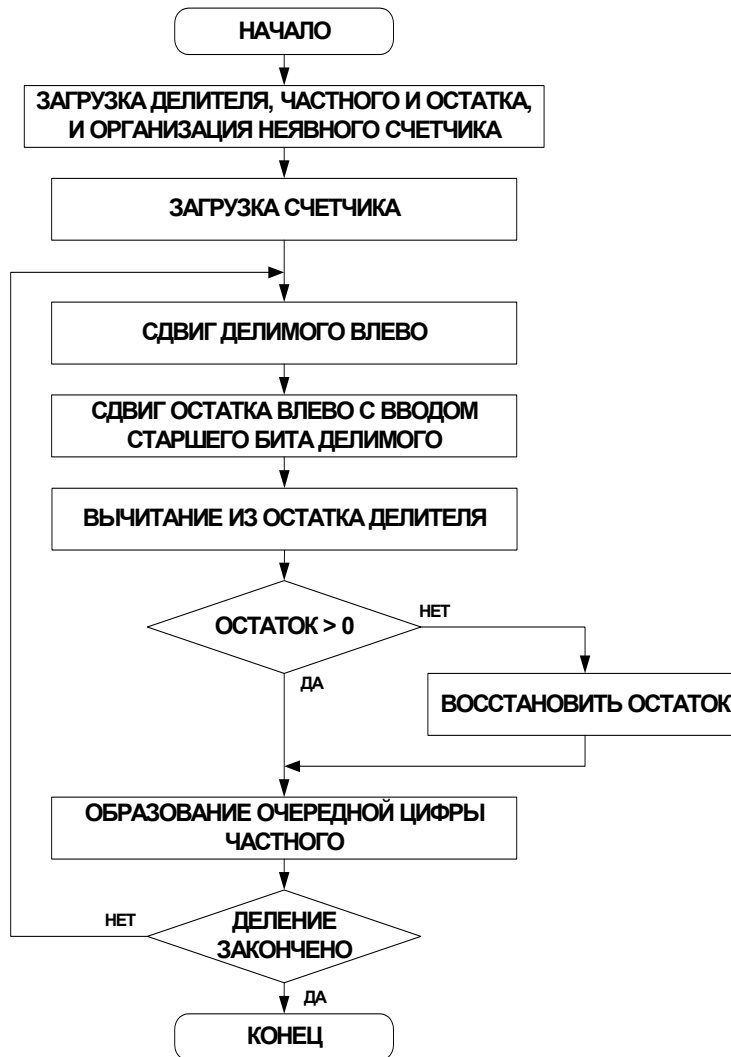 НАЧАЛО
ЗАГРУЗКА ДЕЛИТЕЛЯ, ЧАСТНОГО И ОСТАТКА,
И ОРГАНИЗАЦИЯ НЕЯВНОГО СЧЕТЧИКА
ЗАГРУЗКА СЧЕТЧИКА
СДВИГ ДЕЛИМОГО ВЛЕВО
СДВИГ ОСТАТКА ВЛЕВО С ВВОДОМ
СТАРШЕГО БИТА ДЕЛИМОГО
ВЫЧИТАНИЕ ИЗ ОСТАТКА ДЕЛИТЕЛЯ
ОСТАТОК > 0
НЕТ
ДА
ВОССТАНОВИТЬ ОСТАТОК
ОБРАЗОВАНИЕ ОЧЕРЕДНОЙ ЦИФРЫ
ЧАСТНОГО
НЕТ
ДЕЛЕНИЕ
ЗАКОНЧЕНО
ДА
КОНЕЦ